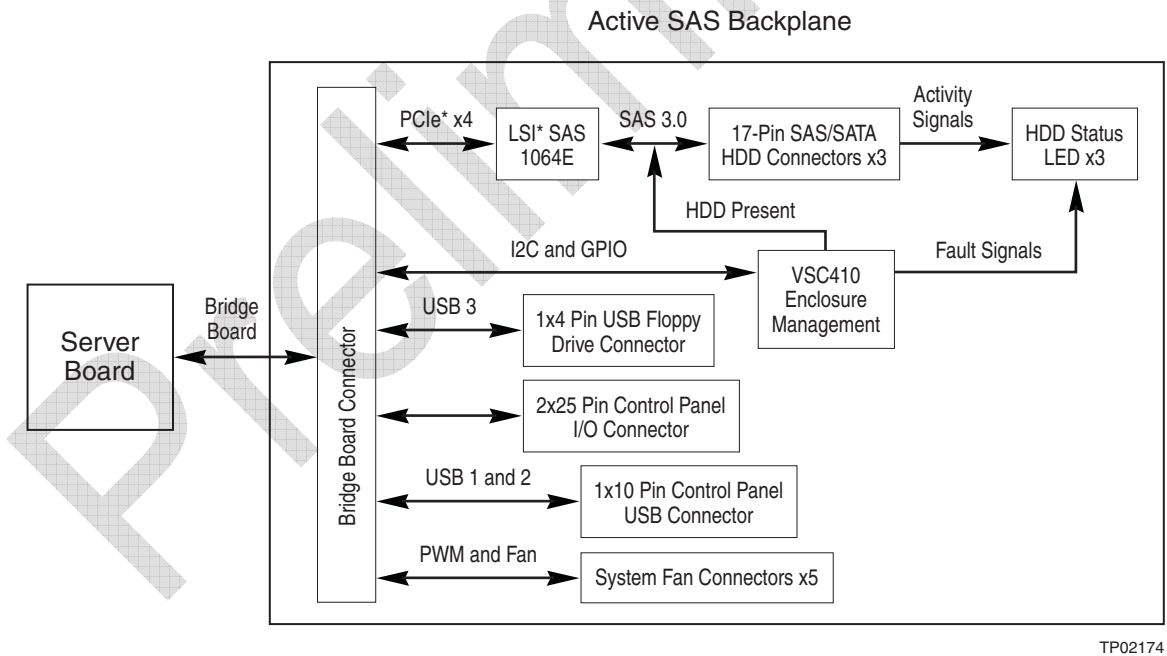 Active SAS Backplane
PCIe* x4
LSI* SAS
1064E
SAS 3.0
17-Pin SAS/SATA
HDD Connectors x3
Activity
Signals
HDD Status
LED x3
HDD Present
I2C and GPIO
VSC410
Enclosure
Management
Fault Signals
Server
Board
Bridge
Board
Bridge Board Connector
USB 3
1x4 Pin USB Floppy
Drive Connector
2x25 Pin Control Panel
I/O Connector
USB 1 and 2
1x10 Pin Control Panel
USB Connector
PWM and Fan
System Fan Connectors x5
TP02174
Prelim